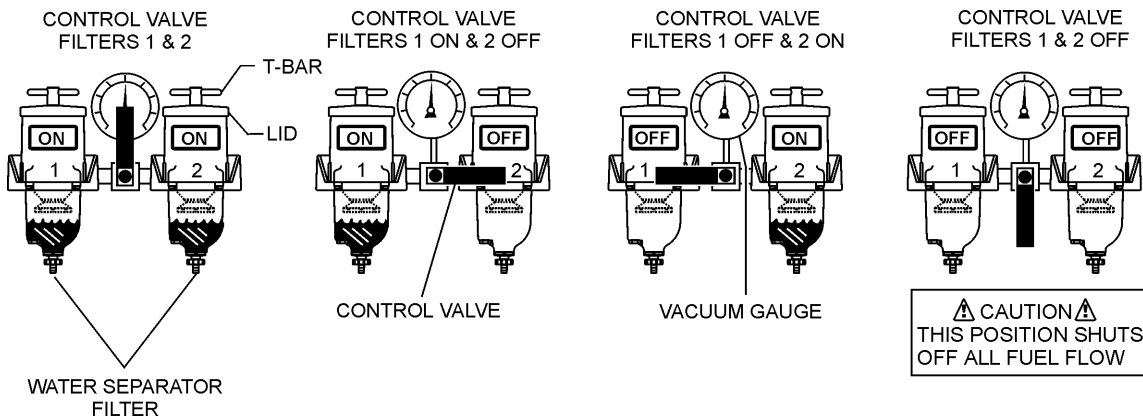 CONTROL VALVE
FILTERS 1 & 2
CONTROL VALVE
FILTERS 1 ON & 2 OFF
CONTROL VALVE
FILTERS 1 OFF & 2 ON
CONTROL VALVE
FILTERS 1 & 2 OFF
T-BAR
LID
ON
ON
1
2
ON
OFF
1
2
OFF
ON
1
2
OFF
OFF
1
2
CONTROL VALVE
VACUUM GAUGE
WATER SEPARATOR
FILTER
CAUTION
THIS POSITION SHUTS
OFF ALL FUEL FLOW